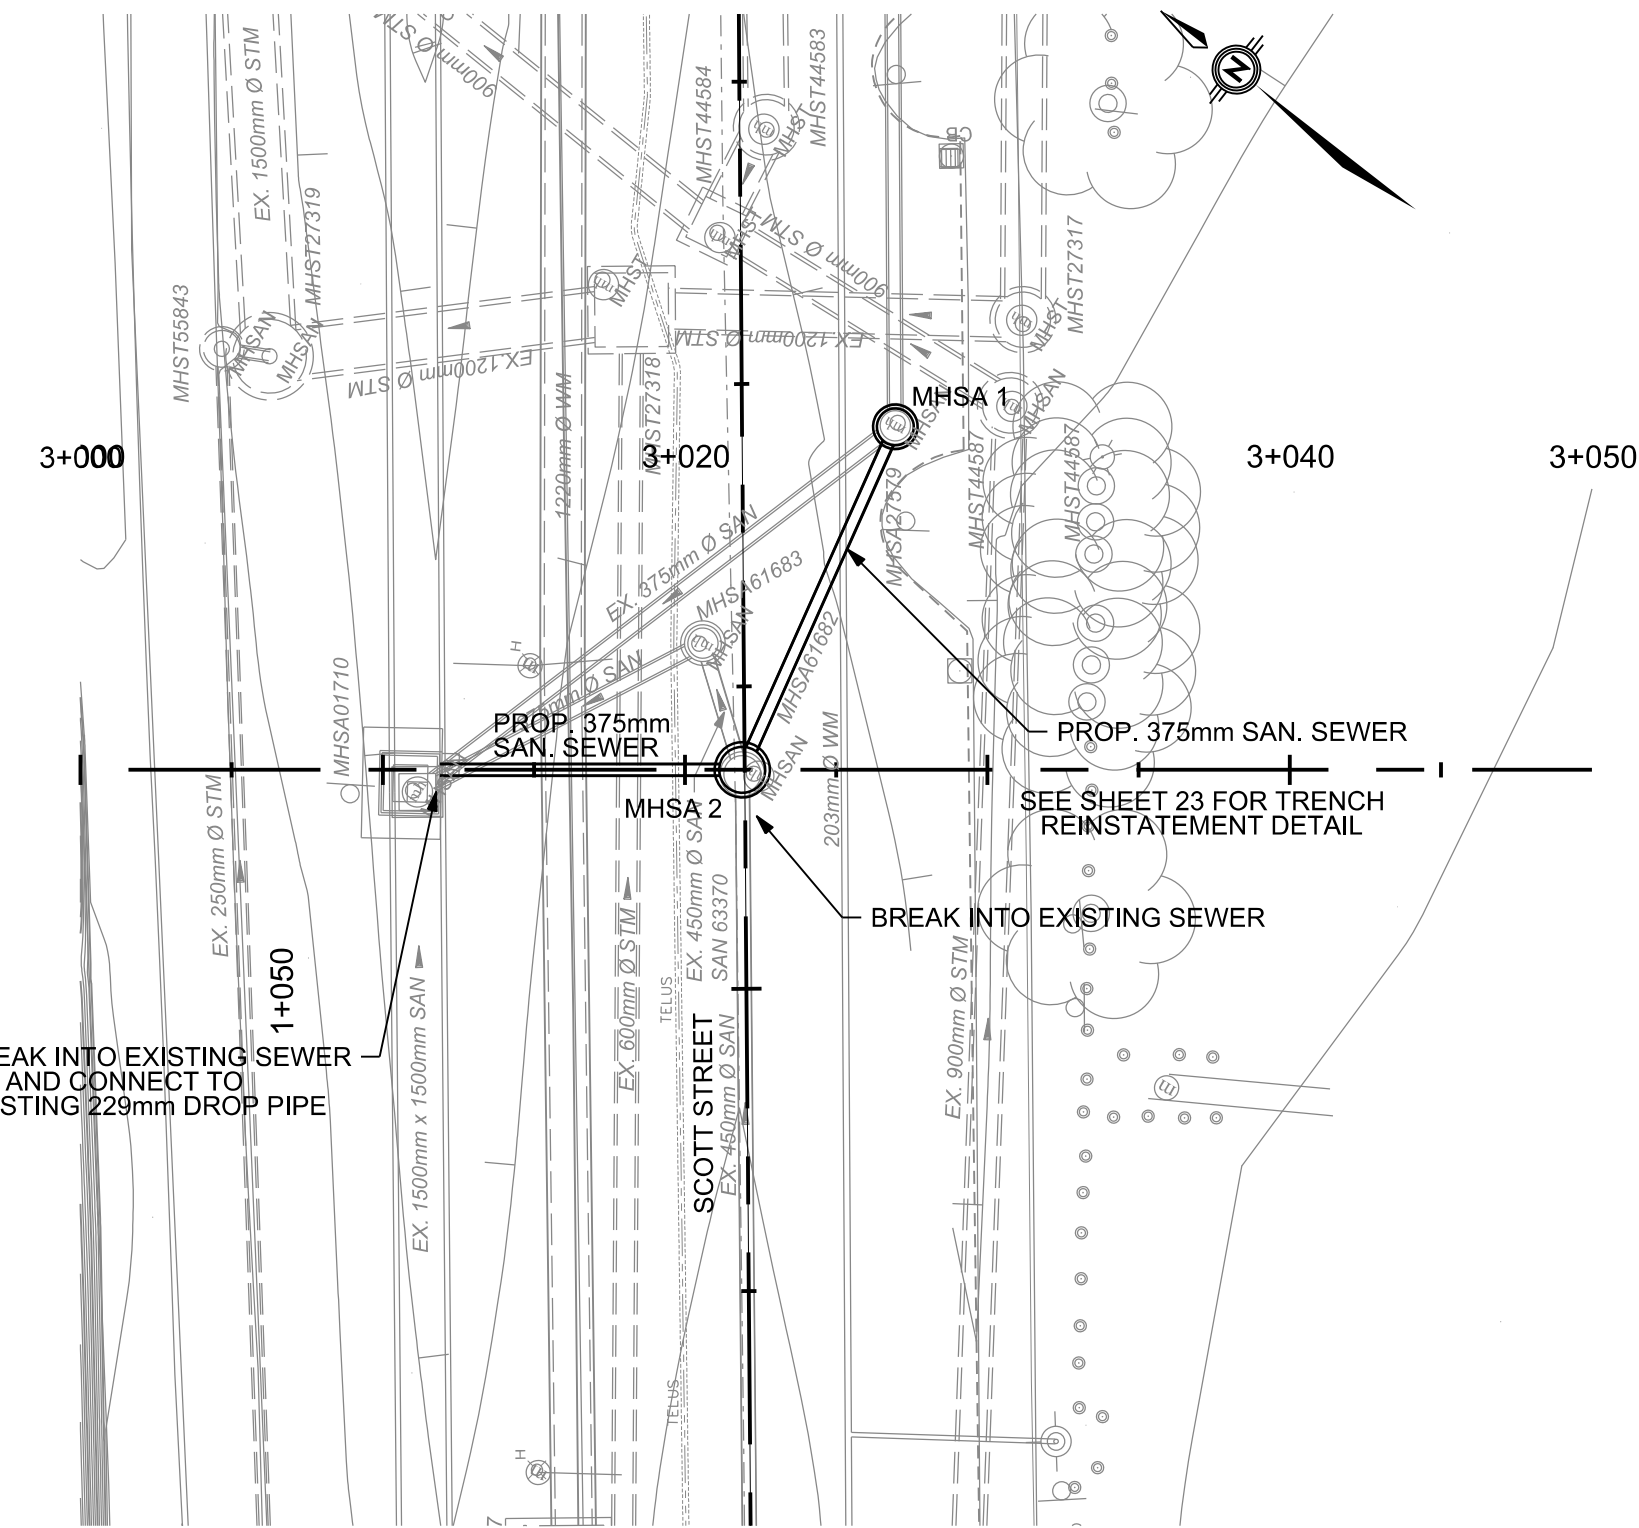 900mm Ø STM
EX. 1500mm Ø STM
MHST44584
MHST44583
MHST
N
CB
MHST27319
MHST
900mm Ø STM
MHST27317
MHST55843
MHST
MHST
MHSAN
MHSAN
EX.1200mm Ø STM
EX.1200mm Ø STM
MHST27318
1220mm Ø WM
MHSA 1
MHSAN
MHSAN
3+020
3+040
3+050
MHSA27579
MHST44587
MHST44587
EX. 375mm Ø SAN
MHSA61683
MHSAN
H
MHSA61682
MHSA01710
PROP. 375mm
SAN. SEWER
PROP. 375mm SAN. SEWER
MHSAN
203mm Ø WM
MHSA 2
SEE SHEET 23 FOR TRENCH
REINSTATEMENT DETAIL
EX. 250mm Ø STM
EX. 450mm Ø SAN
SAN 63370
BREAK INTO EXISTING SEWER
EX. 600mm Ø STM
TELUS
EX. 900mm Ø STM
1+050
EX. 1500mm x 1500mm SAN
EAK INTO EXISTING SEWER
AND CONNECT TO
STING 229mm DROP PIPE
SCOTT STREET
EX. 450mm Ø SAN
TELUS
H
7